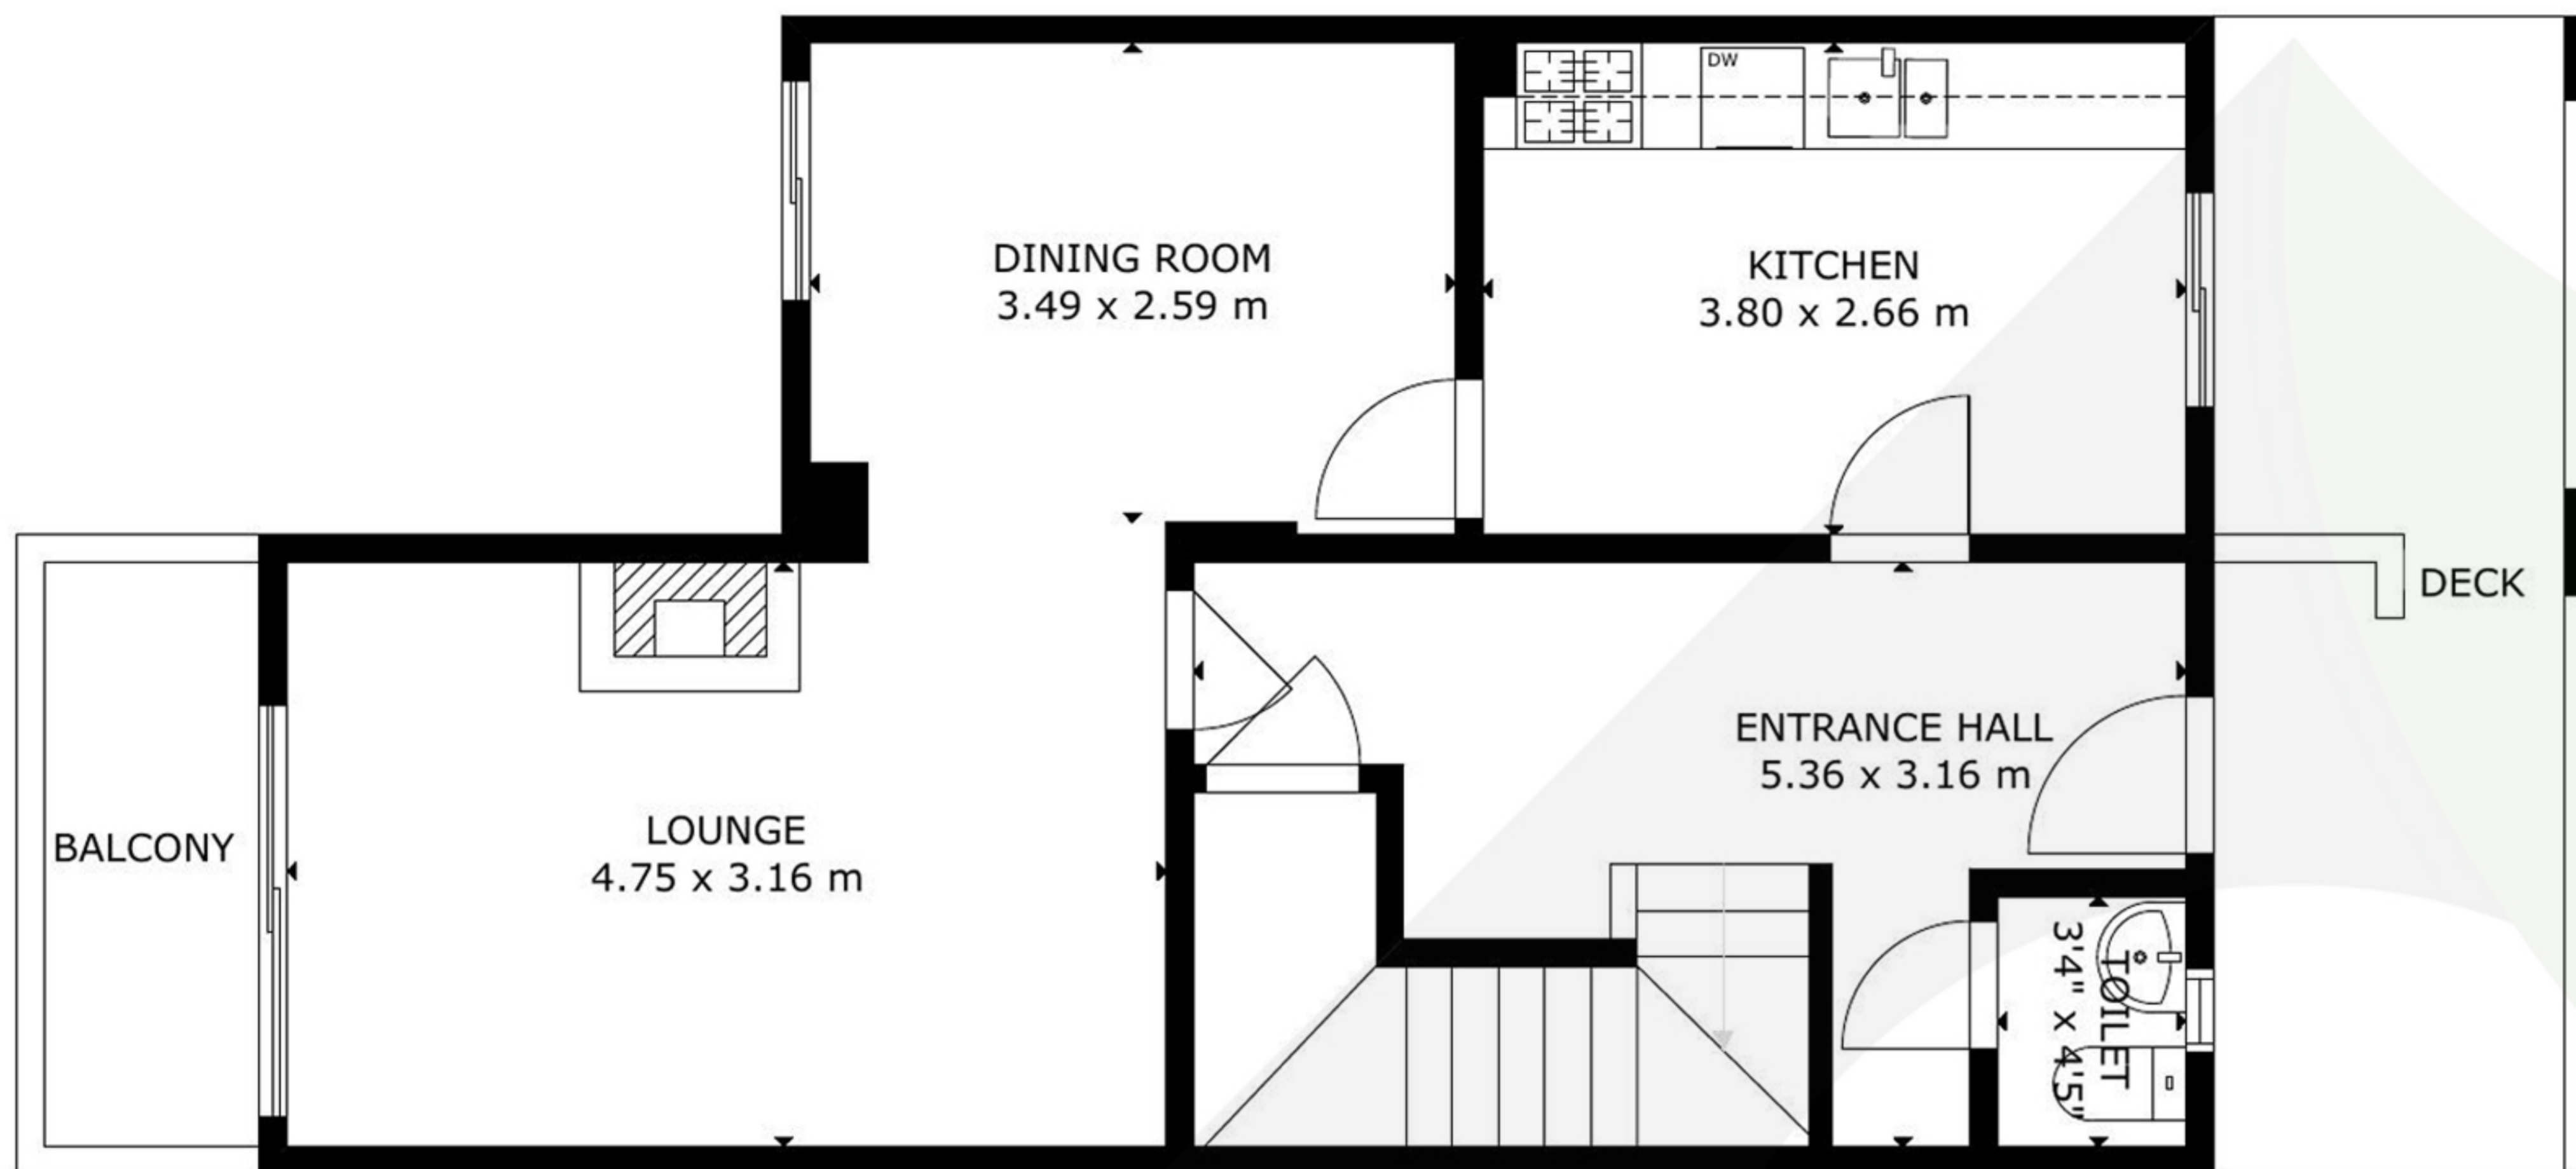 DW
DINING ROOM
3.49 x 2.59 m
KITCHEN
3.80 x 2.66 m
DECK
ENTRANCE HALL
5.36 x 3.16 m
LOUNGE
4.75 x 3.16 m
BALCONY
TOILET
3'4" x 4'5"